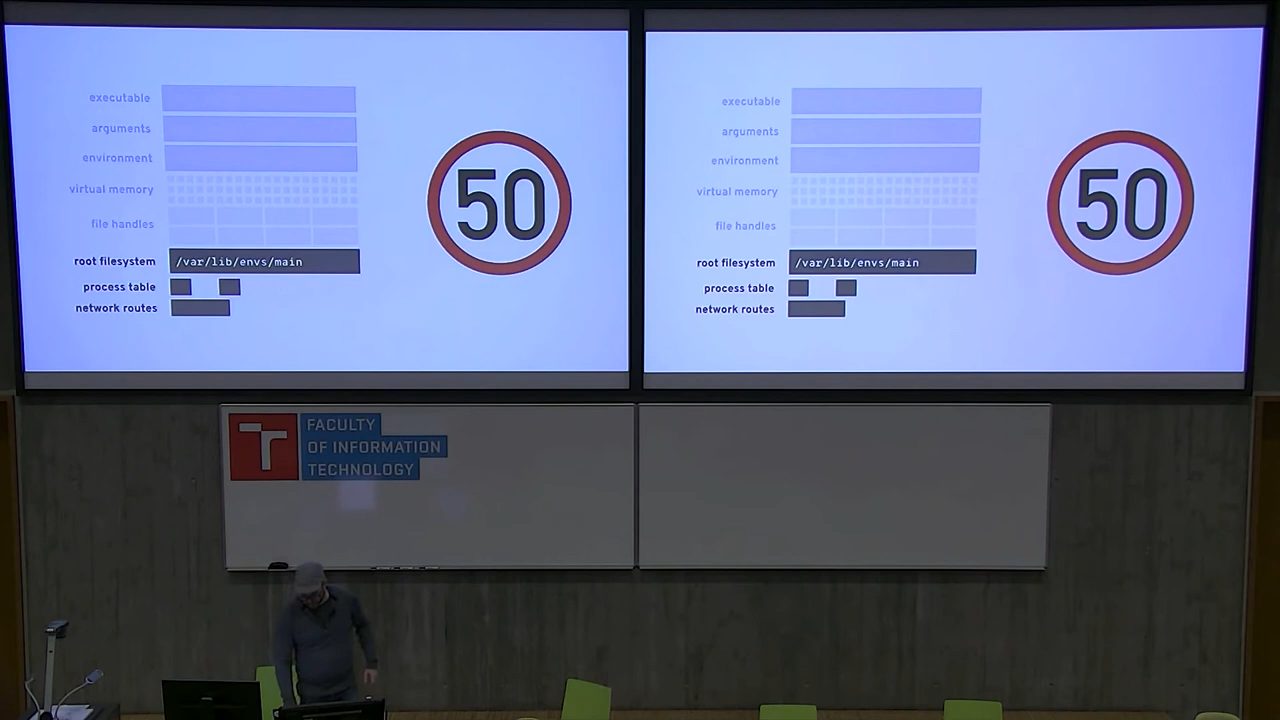 executable
arguments
environment
virtual memory
file handles
root filesystem /var/lib/envs/main
process table
network routes
50
executable
arguments
environment
virtual memory
file handles
root filesystem /var/lib/envs/main
process table
network routes
50
T FACULTY
OF INFORMATION
TECHNOLOGY